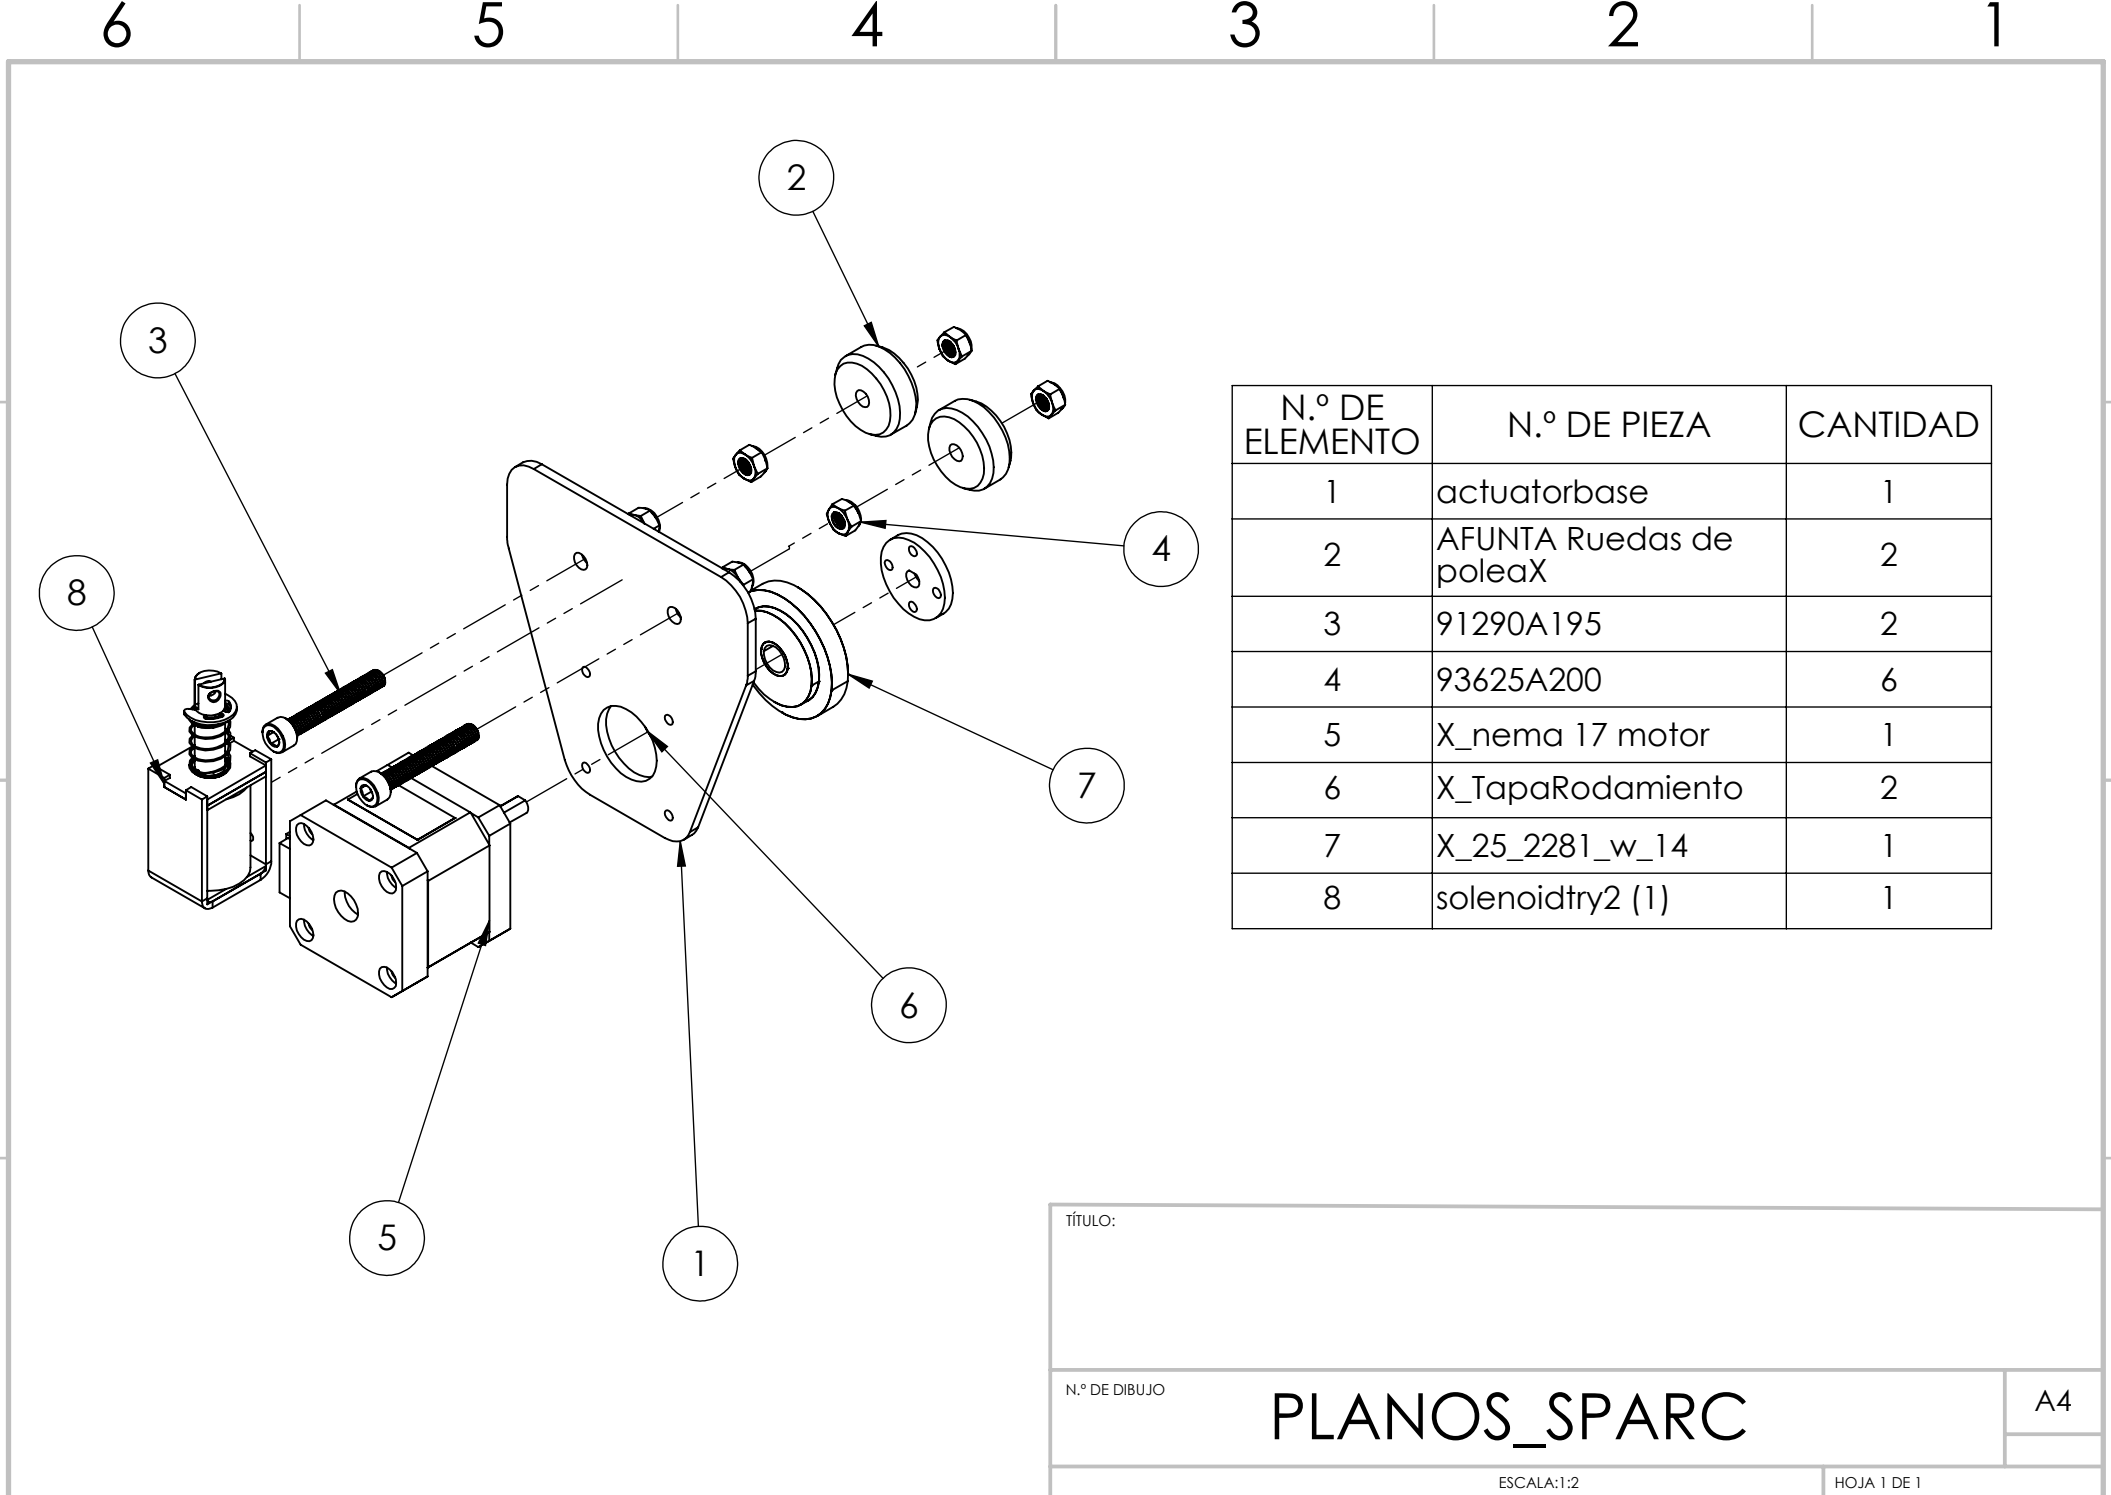 6 5 4 3 2 1
2
3
4
8
7
6
5
1
N.º DE ELEMENTO N.º DE PIEZA CANTIDAD
1 actuatorbase 1
2 AFUNTA Ruedas de poleaX 2
3 91290A195 2
4 93625A200 6
5 X_nema 17 motor 1
6 X_TapaRodamiento 2
7 X_25_2281_w_14 1
8 solenoidtry2 (1) 1
TÍTULO:
N.º DE DIBUJO
PLANOS_SPARC
A4
ESCALA:1:2
HOJA 1 DE 1